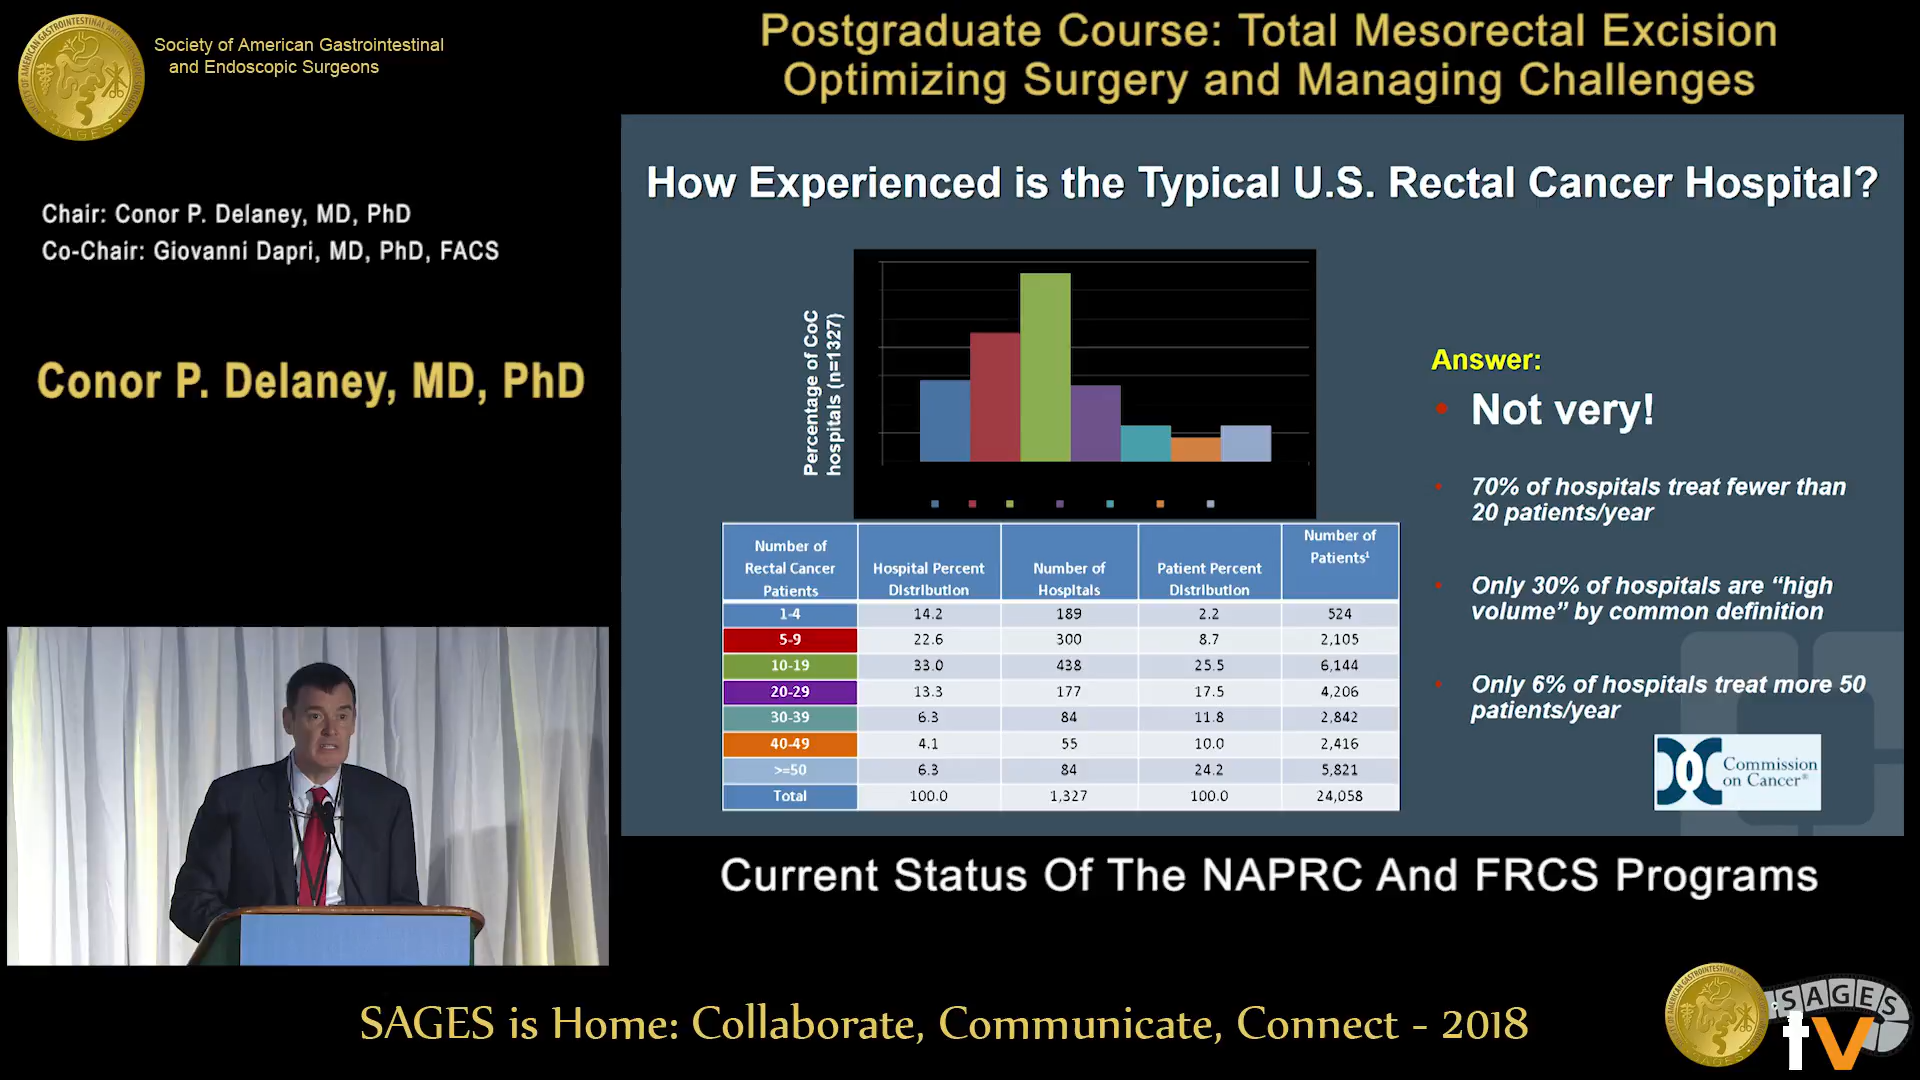 Society of American Gastrointestinal
and Endoscopic Surgeons
Postgraduate Course: Total Mesorectal Excision
Optimizing Surgery and Managing Challenges
Chair: Conor P. Delaney, MD, PhD
Co-Chair: Giovanni Dapri, MD, PhD, FACS
Conor P. Delaney, MD, PhD
How Experienced is the Typical U.S. Rectal Cancer Hospital?
Percentage of CoC
hospitals (n=1327)
Answer:
• Not very!
• 70% of hospitals treat fewer than
20 patients/year
• Only 30% of hospitals are “high
volume” by common definition
• Only 6% of hospitals treat more 50
patients/year
Number of Rectal Cancer Patients Hospital Percent Distribution Number of Hospitals Patient Percent Distribution Number of Patients¹
1-4 14.2 189 2.2 524
5-9 22.6 300 8.7 2,105
10-19 33.0 438 25.5 6,144
20-29 13.3 177 17.5 4,206
30-39 6.3 84 11.8 2,842
40-49 4.1 55 10.0 2,416
>=50 6.3 84 24.2 5,821
Total 100.0 1,327 100.0 24,058
Commission
on Cancer®
Current Status Of The NAPRC And FRCS Programs
SAGES is Home: Collaborate, Communicate, Connect - 2018
SAGES
tv